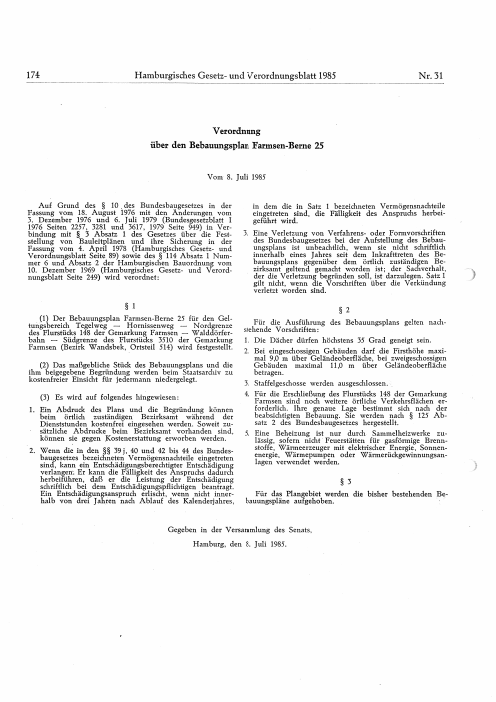 174
Hamburgisches Gesetz- und Verordnungsblatt 1985
Nr. 31
Verordnung
über den Bebauungsplan Farmsen-Berne 25
Vom 8. Juli 1985
Auf Grund des § 10 des Bundesbaugesetzes in der
Fassung vom 18. August 1976 mit den Änderungen vom
3. Dezember 1976 und 6. Juli 1979 (Bundesgesetzblatt I
1976 Seiten 2257, 3281 und 3617, 1979 Seite 949) in Ver-
bindung mit § 3 Absatz 1 des Gesetzes über die Fest-
stellung von Bauleitplänen und ihre Sicherung in der
Fassung vom 4. April 1978 (Hamburgisches Gesetz- und
Verordnungsblatt Seite 89) sowie des § 114 Absatz 1 Num-
mer 6 und Absatz 2 der Hamburgischen Bauordnung vom
10. Dezember 1969 (Hamburgisches Gesetz- und Verord-
nungsblatt Seite 249) wird verordnet:
§ 1
(1) Der Bebauungsplan Farmsen-Berne 25 für den Gel-
tungsbereich Tegelweg — Hornissenweg — Nordgrenze
des Flurstücks 148 der Gemarkung Farmsen — Walddörfer-
bahn — Südgrenze des Flurstücks 3510 der Gemarkung
Farmsen (Bezirk Wandsbek, Ortsteil 514) wird festgestellt.
(2) Das maßgebliche Stück des Bebauungsplans und die
ihm beigegebene Begründung werden beim Staatsarchiv zu
kostenfreier Einsicht für jedermann niedergelegt.
(3) Es wird auf folgendes hingewiesen:
1. Ein Abdruck des Plans und die Begründung können
beim örtlich zuständigen Bezirksamt während der
Dienststunden kostenfrei eingesehen werden. Soweit zu-
sätzliche Abdrucke beim Bezirksamt vorhanden sind,
können sie gegen Kostenerstattung erworben werden.
2. Wenn die in den §§ 39 j, 40 und 42 bis 44 des Bundes-
baugesetzes bezeichneten Vermögensnachteile eingetreten
sind, kann ein Entschädigungsberechtigter Entschädigung
verlangen. Er kann die Fälligkeit des Anspruchs dadurch
herbeiführen, daß er die Leistung der Entschädigung
schriftlich bei dem Entschädigungspflichtigen beantragt.
Ein Entschädigungsanspruch erlischt, wenn nicht inner-
halb von drei Jahren nach Ablauf des Kalenderjahres,
in dem die in Satz 1 bezeichneten Vermögensnachteile
eingetreten sind, die Fälligkeit des Anspruchs herbei-
geführt wird.
3. Eine Verletzung von Verfahrens- oder Formvorschriften
des Bundesbaugesetzes bei der Aufstellung des Bebau-
ungsplans ist unbeachlich, wenn sie nicht schriftlich
innerhalb eines Jahres seit dem Inkrafttreten des Be-
bauungsplans gegenüber dem örtlich zuständigen Be-
zirksamt geltend gemacht worden ist; der Sachverhalt,
der die Verletzung begründen soll, ist darzulegen. Satz 1
gilt nicht, wenn die Vorschriften über die Verkündung
verletzt worden sind.
§ 2
Für die Ausführung des Bebauungsplans gelten nach-
stehende Vorschriften:
1. Die Dächer dürfen höchstens 35 Grad geneigt sein.
2. Bei eingeschossigen Gebäuden darf die Firsthöhe maxi-
mal 9,0 m über Geländeoberfläche, bei zweigeschossigen
Gebäuden maximal 11,0 m über Geländeoberfläche
betragen.
3. Staffelgeschosse werden ausgeschlossen.
4. Für die Erschließung des Flurstücks 148 der Gemarkung
Farmsen sind noch weitere örtliche Verkehrsflächen er-
forderlich. Ihre genaue Lage bestimmt sich nach der
beabsichtigten Bebauung. Sie werden nach § 125 Ab-
satz 2 des Bundesbaugesetzes hergestellt.
5. Eine Beheizung ist nur durch Sammelheizwerke zu-
lässig, sofern nicht Feuerstätten für gasförmige Brenn-
stoffe, Wärmeerzeuger mit elektrischer Energie, Sonnen-
energie, Wärmepumpen oder Wärmerückgewinnungsan-
lagen verwendet werden.
§ 3
Für das Plangebiet werden die bisher bestehenden Be-
bauungspläne aufgehoben.
Gegeben in der Versammlung des Senats,
Hamburg, den 8. Juli 1985.